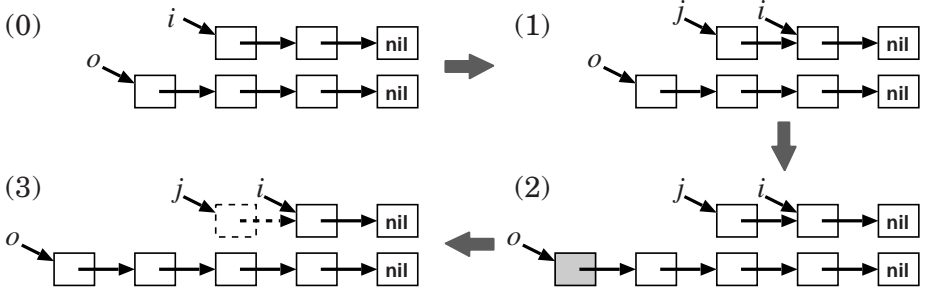 (0) i nil
o nil
(1) j i nil
o nil
(3) j i nil
o nil
(2) j i nil
o nil